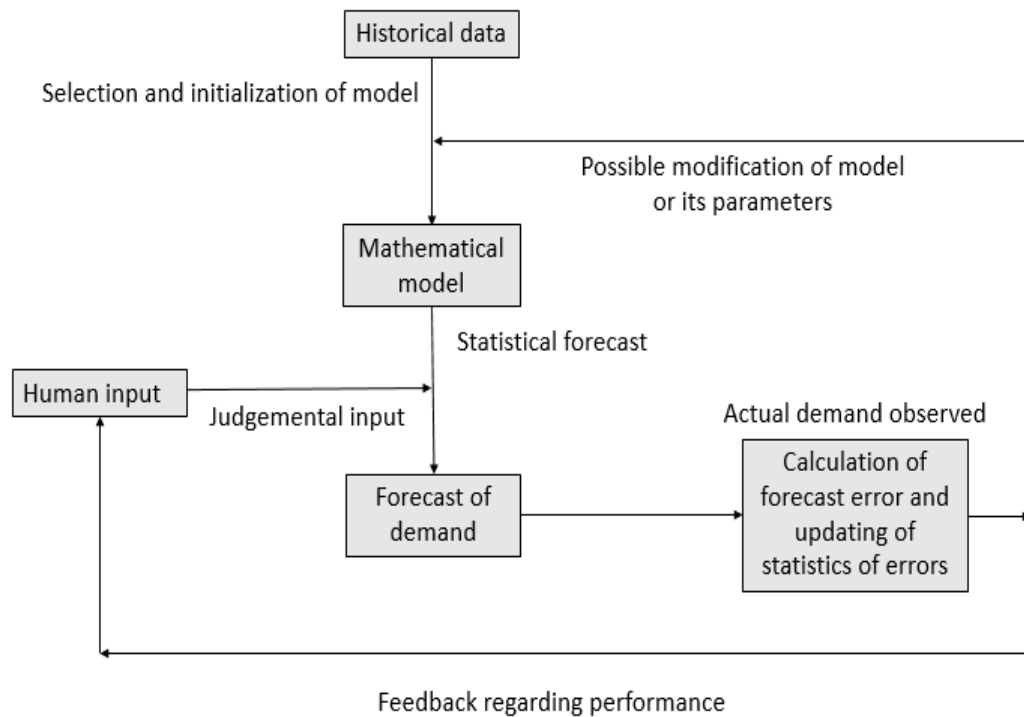 Historical data
Selection and initialization of model
Possible modification of model
or its parameters
Mathematical
model
Statistical forecast
Human input
Judgemental input
Actual demand observed
Forecast of
demand
Calculation of
forecast error and
updating of
statistics of errors
Feedback regarding performance